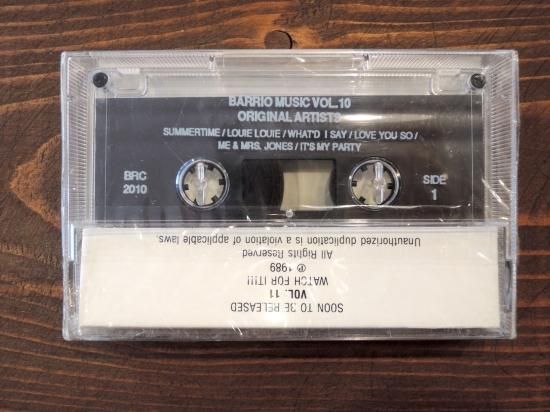 BARRIO MUSIC VOL.10
ORIGINAL ARTISTS
SUMMERTIME / LOUIE LOUIE / WHAT'D I SAY / LOVE YOU SO /
ME & MRS. JONES / IT'S MY PARTY
BRC
2010
SIDE
1
SOON TO BE RELEASED
VOL. 11
WATCH FOR IT!!!
℗ 1989
All Rights Reserved
Unauthorized duplication is a violation of applicable laws.